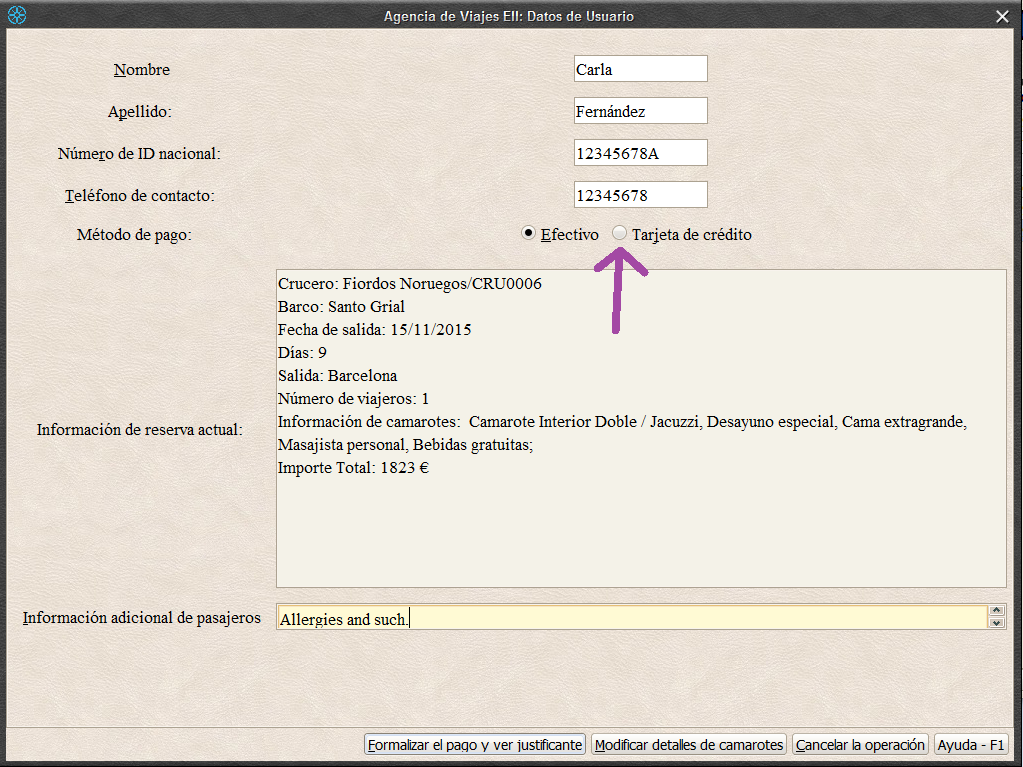 Agencia de Viajes EII: Datos de Usuario
Nombre
Carla
Apellido:
Fernández
Número de ID nacional:
12345678A
Teléfono de contacto:
12345678
Método de pago:
Efectivo
Tarjeta de crédito
Información de reserva actual:
Crucero: Fiordos Noruegos/CRU0006
Barco: Santo Grial
Fecha de salida: 15/11/2015
Días: 9
Salida: Barcelona
Número de viajeros: 1
Información de camarotes:  Camarote Interior Doble / Jacuzzi, Desayuno especial, Cama extragrande,
Masajista personal, Bebidas gratuitas;
Importe Total: 1823 €
Información adicional de pasajeros
Allergies and such.
Formalizar el pago y ver justificante
Modificar detalles de camarotes
Cancelar la operación
Ayuda - F1